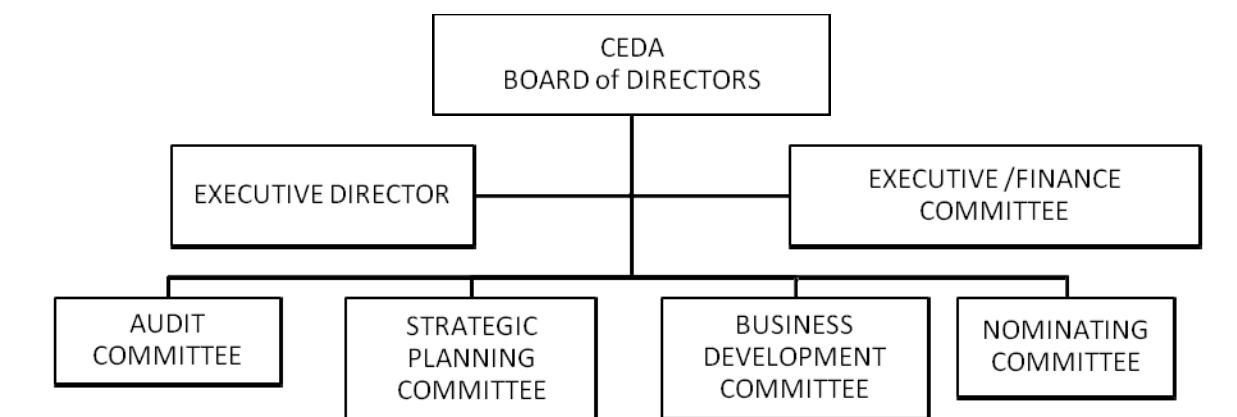 CEDA
BOARD of DIRECTORS
EXECUTIVE DIRECTOR
EXECUTIVE /FINANCE
COMMITTEE
AUDIT
COMMITTEE
STRATEGIC
PLANNING
COMMITTEE
BUSINESS
DEVELOPMENT
COMMITTEE
NOMINATING
COMMITTEE